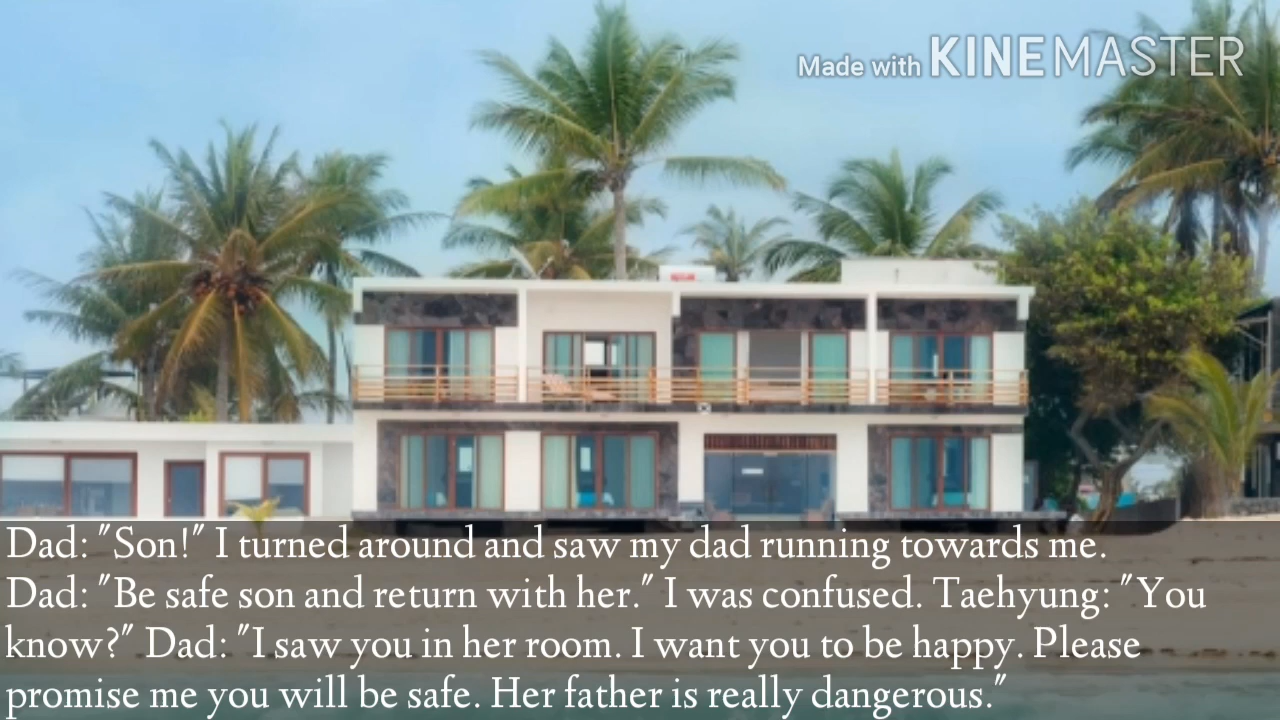 Made with KINEMASTER
Dad: "Son!" I turned around and saw my dad running towards me.
Dad: "Be safe son and return with her." I was confused. Taehyung: "You
know?" Dad: "I saw you in her room. I want you to be happy. Please
promise me you will be safe. Her father is really dangerous."